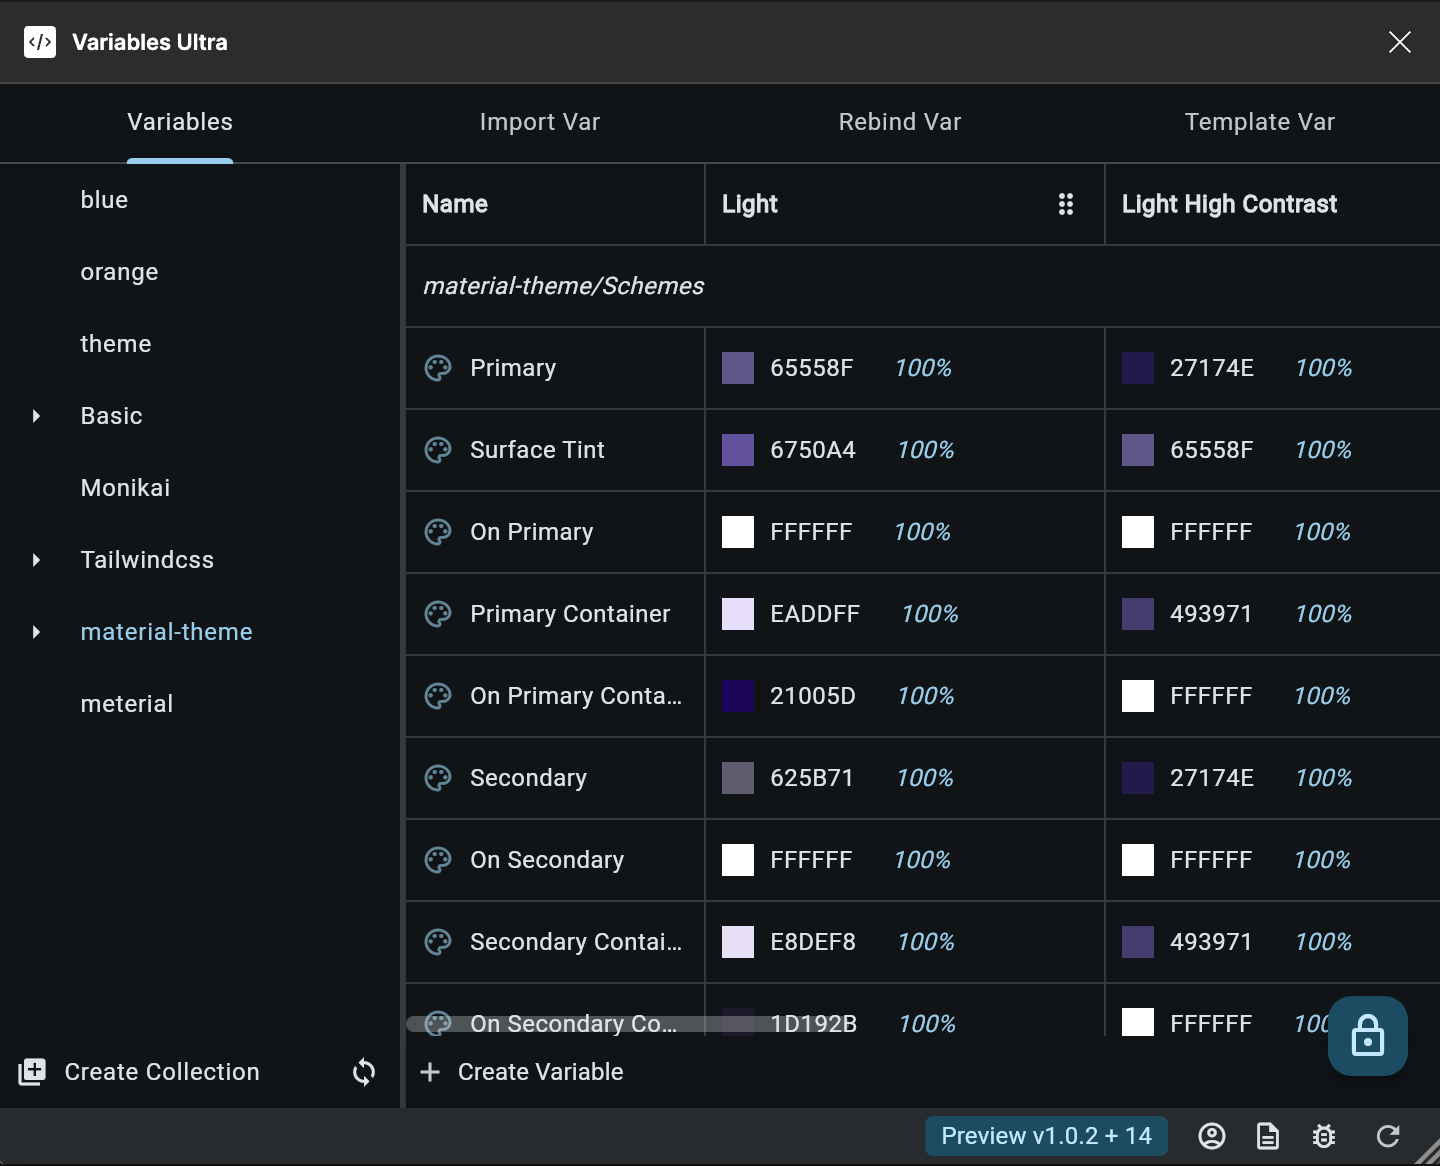 Variables Ultra
Variables Import Var Rebind Var Template Var
blue
orange
theme
Basic
Monikai
Tailwindcss
material-theme
meterial
Create Collection
Name Light Light High Contrast
material-theme/Schemes
Primary 65558F 100% 27174E 100%
Surface Tint 6750A4 100% 65558F 100%
On Primary FFFFFF 100% FFFFFF 100%
Primary Container EADDFF 100% 493971 100%
On Primary Conta... 21005D 100% FFFFFF 100%
Secondary 625B71 100% 27174E 100%
On Secondary FFFFFF 100% FFFFFF 100%
Secondary Contai... E8DEF8 100% 493971 100%
On Secondary Co... 1D192B 100% FFFFFF 100
Create Variable
Preview v1.0.2 + 14